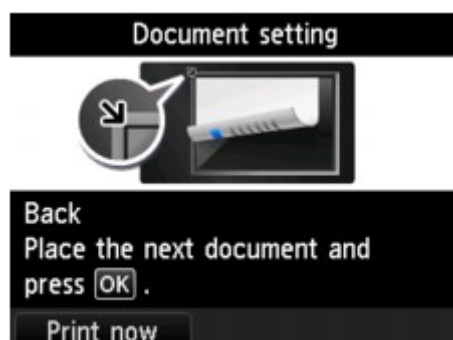 Document setting
Back
Place the next document and
press OK .
Print now